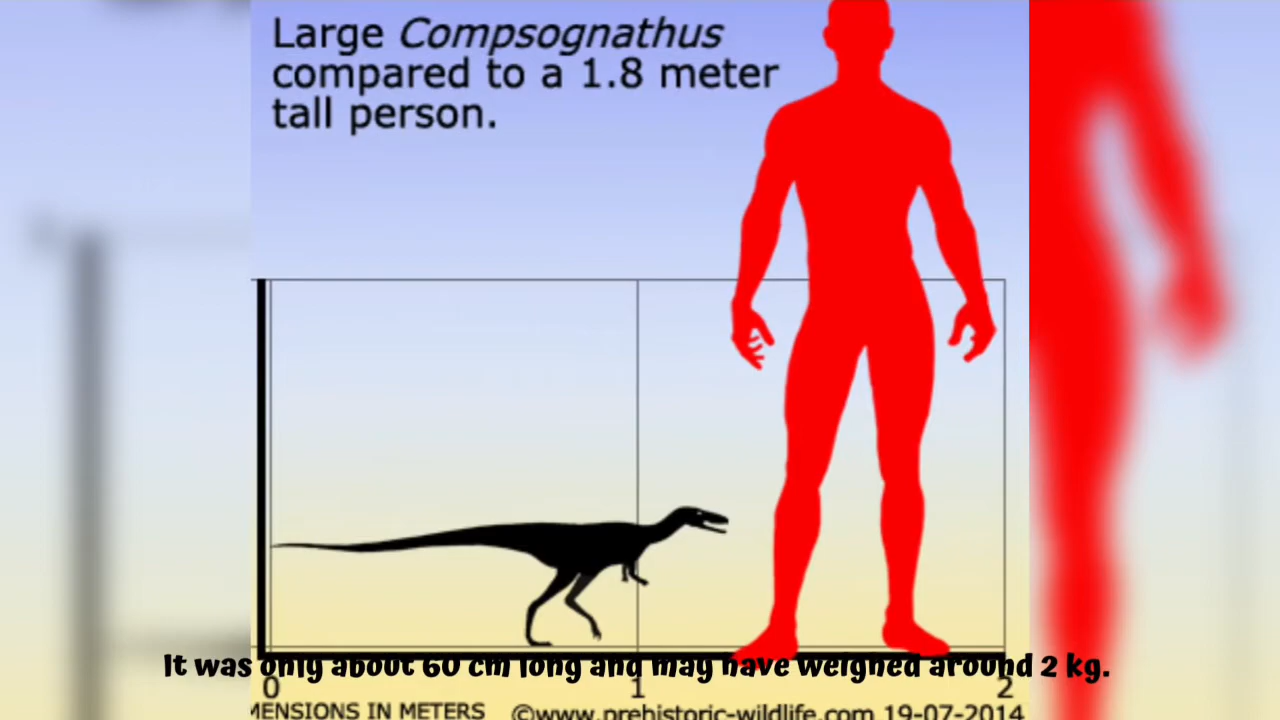 Large Compsognathus
compared to a 1.8 meter
tall person.
It was only about 60 cm long and may have weighed around 2 kg.
0 1 2
MENSIONS IN METERS ©www.prehistoric-wildlife.com 19-07-2014